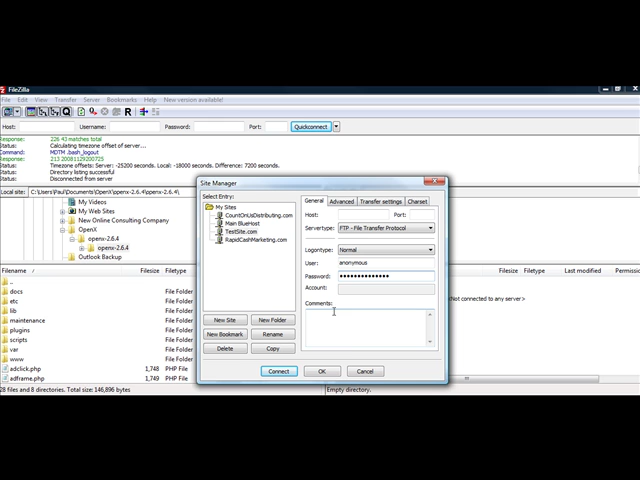 FileZilla
File Edit View Transfer Server Bookmarks Help New version available!
Host: Username: Password: Port: Quickconnect
Response: 226 43 matches total
Status: Calculating timezone offset of server...
Command: MDTM .bash_logout
Response: 213 20081129200725
Status: Timezone offsets: Server: -25200 seconds. Local: -18000 seconds. Difference: 7200 seconds.
Status: Directory listing successful
Status: Disconnected from server
Local site: C:\Users\Paul\Documents\OpenX\openx-2.6.4\openx-2.6.4\
My Videos
My Web Sites
New Online Consulting Company
OpenX
openx-2.6.4
openx-2.6.4
Outlook Backup
Filename / Filesize Filetype
..
docs File Folder
etc File Folder
lib File Folder
maintenance File Folder
plugins File Folder
scripts File Folder
var File Folder
www File Folder
adclick.php 1,748 PHP File
adframe.php 1,749 PHP File
28 files and 8 directories. Total size: 146,896 bytes
Site Manager
Select Entry:
My Sites
CountOnUsDistributing.com
Main BlueHost
TestSite.com
RapidCashMarketing.com
New Site New Folder
New Bookmark Rename
Delete Copy
General Advanced Transfer settings Charset
Host: Port:
Servertype: FTP - File Transfer Protocol
Logontype: Normal
User: anonymous
Password: ••••••••••••••
Account:
Comments:
Connect OK Cancel
Filesize Filetype Last modified Permission
<Not connected to any server>
Empty directory.